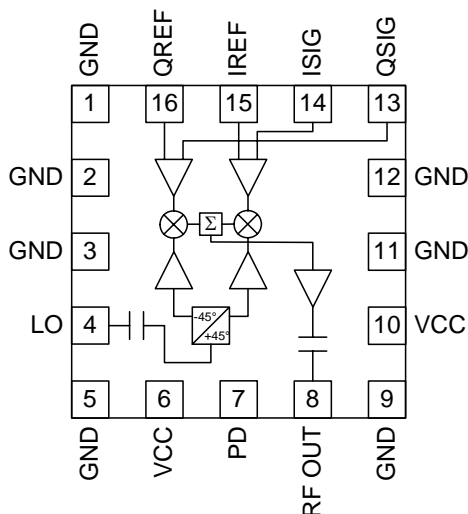 GND
QREF
IREF
ISIG
QSIG
1
16
15
14
13
GND 2
12 GND
GND 3
Σ
11 GND
LO 4
-45°
+45°
10 VCC
5
6
7
8
9
GND
VCC
PD
RF OUT
GND